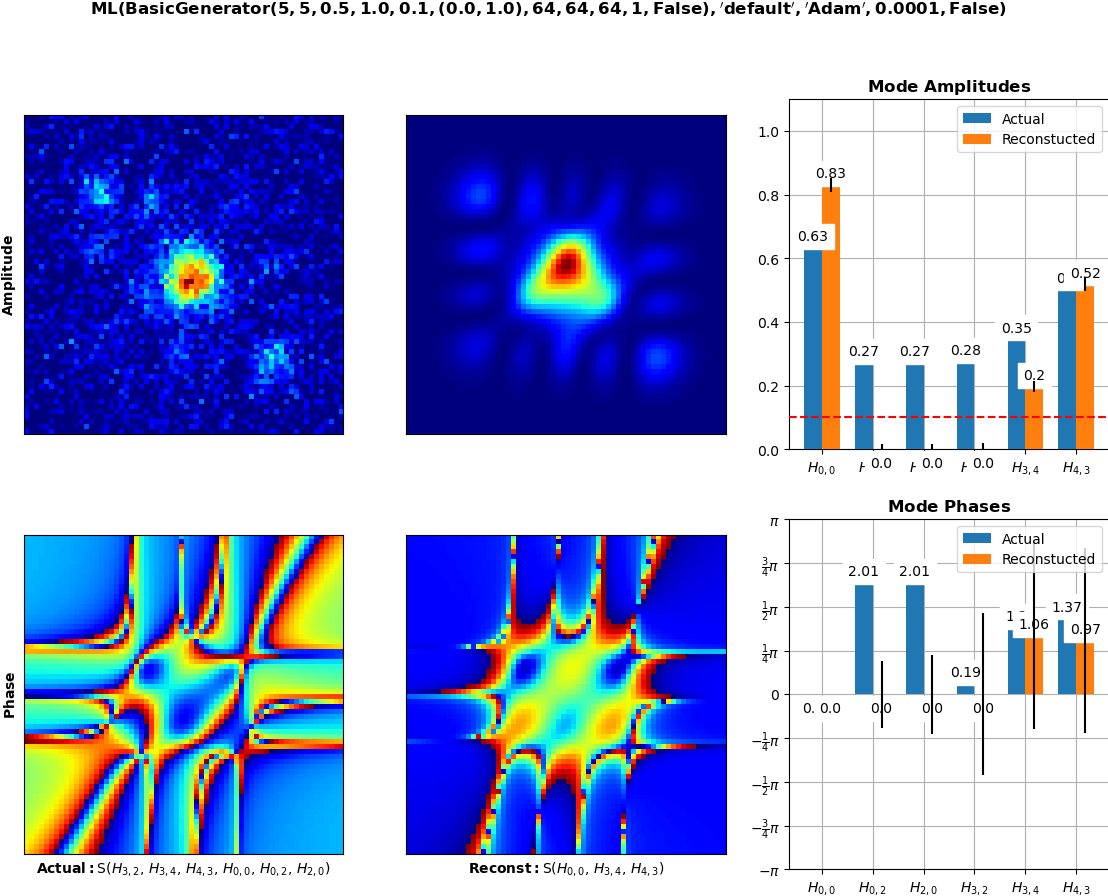 ML(BasicGenerator(5, 5, 0.5, 1.0, 0.1, (0.0, 1.0), 64, 64, 64, 1, False), ′default′, ′Adam′, 0.0001, False)
Amplitude
Mode Amplitudes
Actual
Reconstucted
1.0
0.8
0.6
0.4
0.2
0.0
0.63
0.83
0.27
0.0
0.27
0.0
0.28
0.0
0.35
0.2
0.52
H0,0
H3,4
H4,3
Phase
Actual: S(H3,2, H3,4, H4,3, H0,0, H0,2, H2,0)
Reconst: S(H0,0, H3,4, H4,3)
Mode Phases
Actual
Reconstucted
π
3/4π
1/2π
1/4π
0
−1/4π
−1/2π
−3/4π
−π
0.0
2.01
0.0
2.01
0.0
0.19
0.0
1.06
1.37
0.97
H0,0
H0,2
H2,0
H3,2
H3,4
H4,3